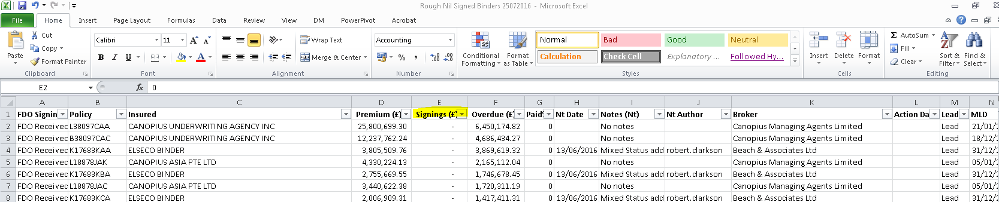 Rough Nil Signed Binders 25072016 - Microsoft Excel
File Home Insert Page Layout Formulas Data Review View DM PowerPivot Acrobat
Paste Cut Copy Format Painter Clipboard
Calibri 11 B I U Font
Wrap Text Merge & Center Alignment
Accounting % , Number
Conditional Formatting Format as Table
Normal Bad Good Neutral
Calculation Check Cell Explanatory ... Followed Hy...
Styles
Insert Delete Format Cells
AutoSum Fill Clear Sort & Filter Find & Select Editing
E2 fx 0
A B C D E F G H I J K L M N
1 FDO Signin Policy Insured Premium (£) Signings (£) Overdue (£) Paid% Nt Date Notes (Nt) Nt Author Broker Action Da Lead MLD
2 FDO Received L38097CAA CANOPIUS UNDERWRITING AGENCY INC 25,800,699.30 - 6,450,174.82 0 No notes Canopius Managing Agents Limited Lead 21/01/2
3 FDO Received B38097CAC CANOPIUS UNDERWRITING AGENCY INC 12,237,762.24 - 4,686,434.27 0 No notes Canopius Managing Agents Limited Lead 18/12/2
4 FDO Received K17683KAA ELSECO BINDER 3,805,509.76 - 3,869,619.32 0 13/06/2016 Mixed Status add robert.clarkson Beach & Associates Ltd Lead 31/12/2
5 FDO Received L18878JAK CANOPIUS ASIA PTE LTD 4,330,224.13 - 2,165,112.04 0 No notes Canopius Managing Agents Limited Lead 05/01/2
6 FDO Received K17683KBA ELSECO BINDER 2,755,669.55 - 1,746,678.45 0 13/06/2016 Mixed Status add robert.clarkson Beach & Associates Ltd Lead 31/12/2
7 FDO Received L18878JAC CANOPIUS ASIA PTE LTD 3,440,622.38 - 1,720,311.19 0 No notes Canopius Managing Agents Limited Lead 05/01/2
8 FDO Received K17683KCA ELSECO BINDER 2,006,909.31 - 1,417,411.31 0 13/06/2016 Mixed Status add robert.clarkson Beach & Associates Ltd Lead 31/12/2